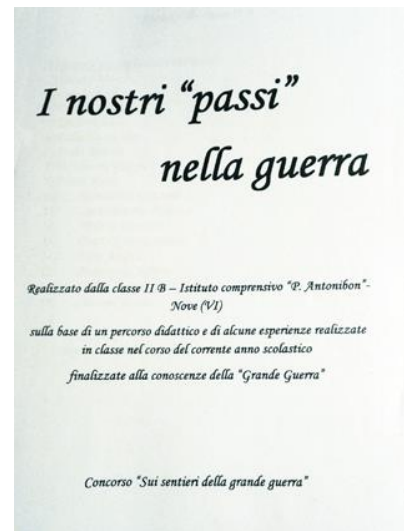 I nostri "passi"
nella guerra
Realizzato dalla classe II B – Istituto comprensivo "P. Antonibon"-
Nove (VI)
sulla base di un percorso didattico e di alcune esperienze realizzate
in classe nel corso del corrente anno scolastico
finalizzate alla conoscenze della "Grande Guerra"
Concorso "Sui sentieri della grande guerra"